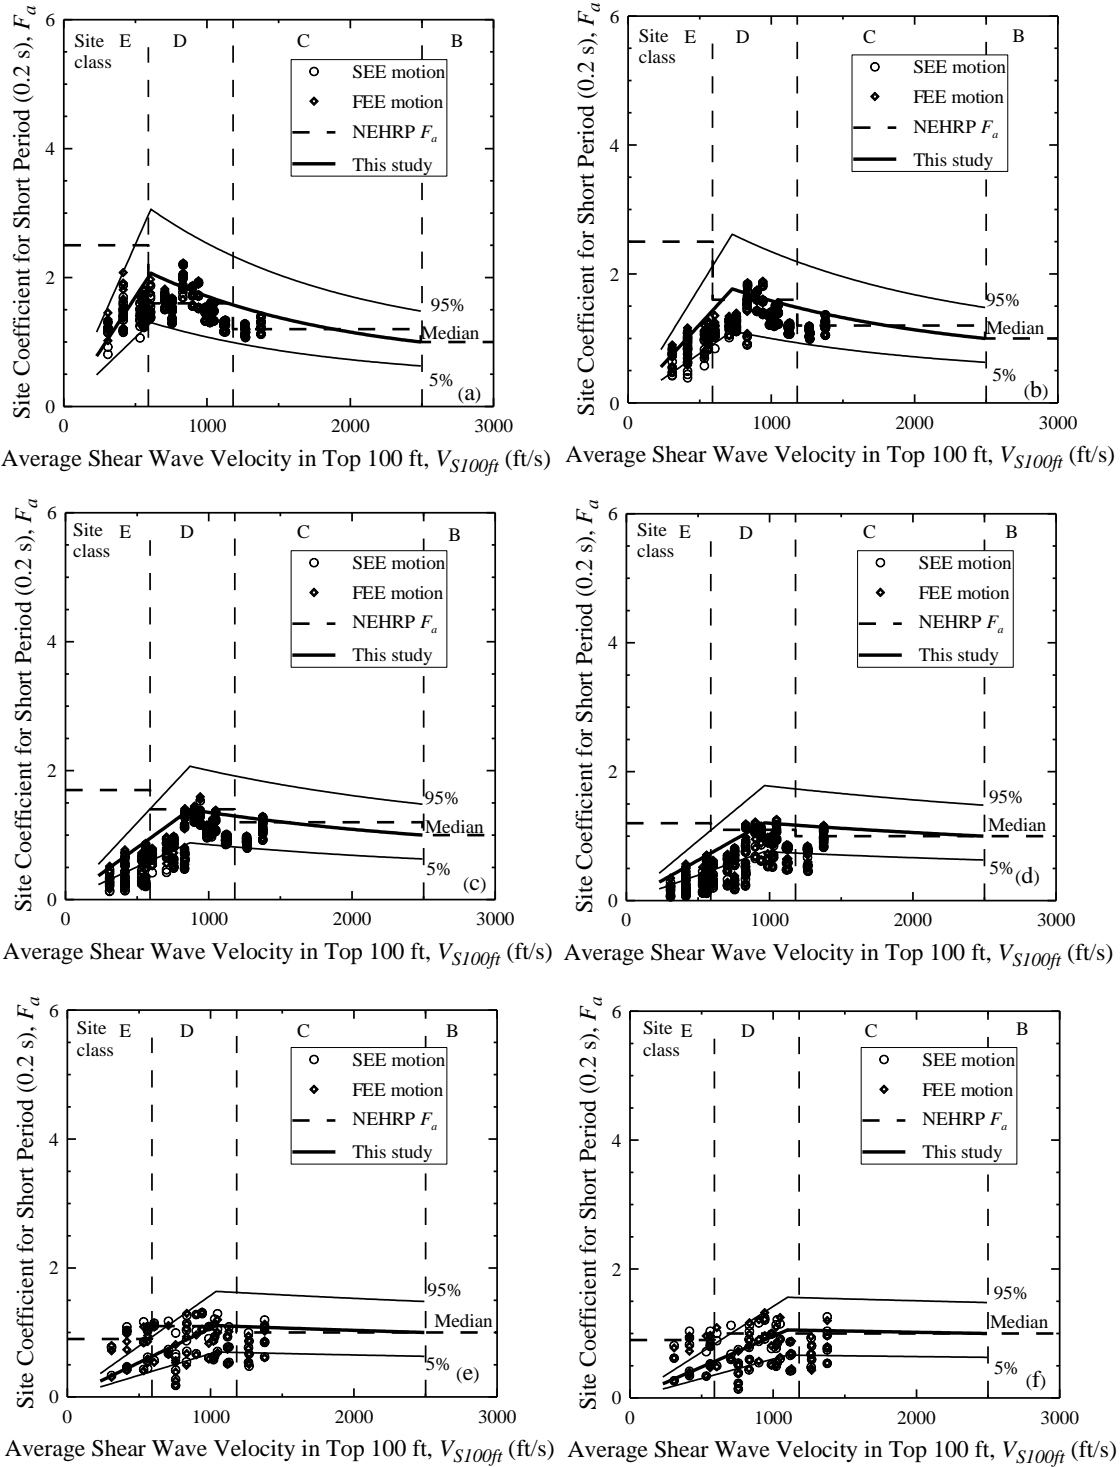 Site Coefficient for Short Period (0.2 s), Fa
6
4
2
0
Site class
E
D
C
B
SEE motion
FEE motion
NEHRP Fa
This study
95%
Median
5%
(a)
0
1000
2000
3000
Average Shear Wave Velocity in Top 100 ft, VS100ft (ft/s)
Site Coefficient for Short Period (0.2 s), Fa
6
4
2
0
Site class
E
D
C
B
SEE motion
FEE motion
NEHRP Fa
This study
95%
Median
5%
(b)
0
1000
2000
3000
Average Shear Wave Velocity in Top 100 ft, VS100ft (ft/s)
Site Coefficient for Short Period (0.2 s), Fa
6
4
2
0
Site class
E
D
C
B
SEE motion
FEE motion
NEHRP Fa
This study
95%
Median
5%
(c)
0
1000
2000
3000
Average Shear Wave Velocity in Top 100 ft, VS100ft (ft/s)
Site Coefficient for Short Period (0.2 s), Fa
6
4
2
0
Site class
E
D
C
B
SEE motion
FEE motion
NEHRP Fa
This study
95%
Median
5%
(d)
0
1000
2000
3000
Average Shear Wave Velocity in Top 100 ft, VS100ft (ft/s)
Site Coefficient for Short Period (0.2 s), Fa
6
4
2
0
Site class
E
D
C
B
SEE motion
FEE motion
NEHRP Fa
This study
95%
Median
5%
(e)
0
1000
2000
3000
Average Shear Wave Velocity in Top 100 ft, VS100ft (ft/s)
Site Coefficient for Short Period (0.2 s), Fa
6
4
2
0
Site class
E
D
C
B
SEE motion
FEE motion
NEHRP Fa
This study
95%
Median
5%
(f)
0
1000
2000
3000
Average Shear Wave Velocity in Top 100 ft, VS100ft (ft/s)